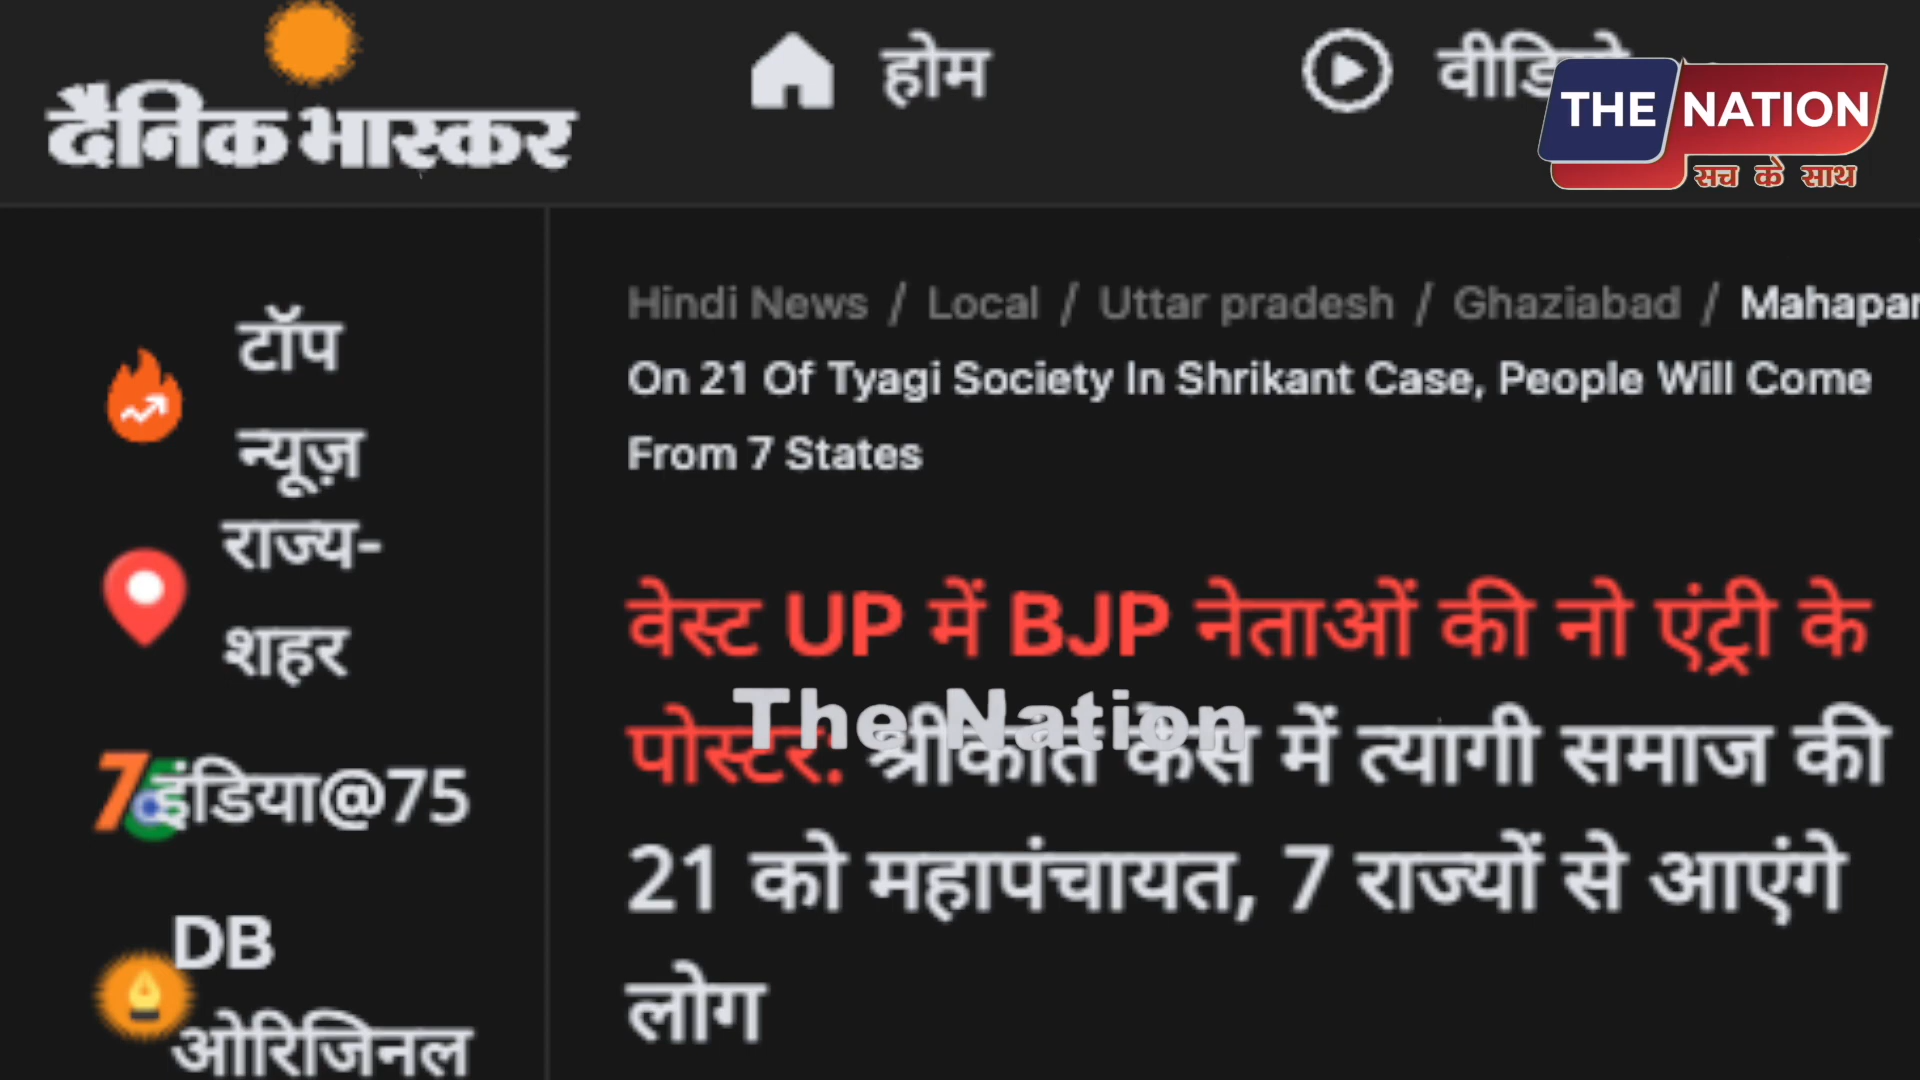 दैनिक भास्कर
होम
THE NATION
सच के साथ
टॉप
न्यूज़
राज्य-
शहर
इंडिया@75
DB
ओरिजिनल
Hindi News / Local / Uttar pradesh / Ghaziabad /
On 21 Of Tyagi Society In Shrikant Case, People Will Come
From 7 States
वेस्ट UP में BJP नेताओं की नो एंट्री के
पोस्टर: श्रीकांत केस में त्यागी समाज की
The Nation
21 को महापंचायत, 7 राज्यों से आएंगे
लोग